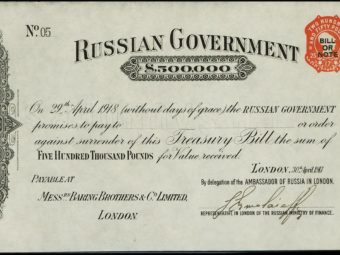 No. 05
RUSSIAN GOVERNMENT
£500,000
BILL
OR
NOTE
On 29th April 1918 (without days of grace) the RUSSIAN GOVERNMENT
promises to pay to or order
against surrender of this Treasury Bill the sum of
FIVE HUNDRED THOUSAND POUNDS for Value received.
LONDON, 30th April 1917
PAYABLE AT
By delegation of the AMBASSADOR OF RUSSIA IN LONDON.
MESSRS BARING BROTHERS & Co LIMITED,
LONDON.
REPRESENTATIVE IN LONDON OF THE RUSSIAN MINISTRY OF FINANCE.